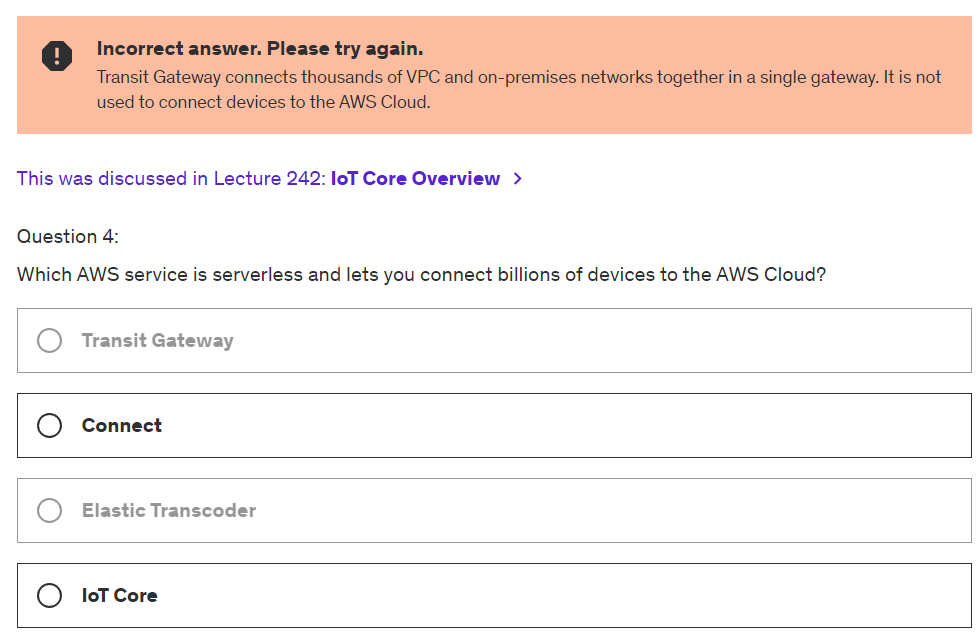 Incorrect answer. Please try again.
Transit Gateway connects thousands of VPC and on-premises networks together in a single gateway. It is not
used to connect devices to the AWS Cloud.
This was discussed in Lecture 242: IoT Core Overview >
Question 4:
Which AWS service is serverless and lets you connect billions of devices to the AWS Cloud?
Transit Gateway
Connect
Elastic Transcoder
IoT Core